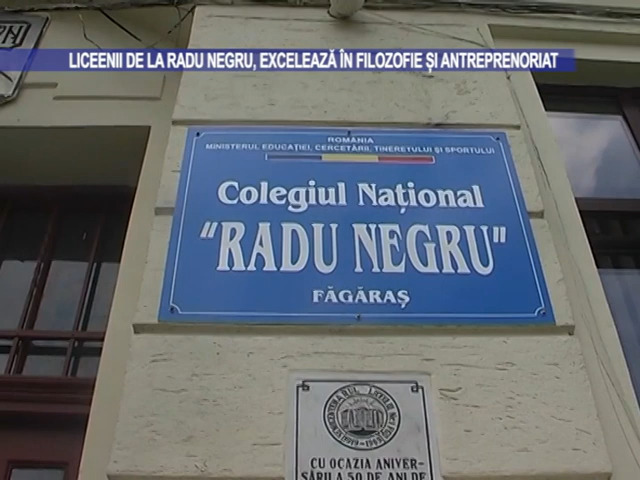 LICEENII DE LA RADU NEGRU, EXCELEAZĂ ÎN FILOZOFIE ȘI ANTREPRENORIAT
ROMÂNIA
MINISTERUL EDUCAȚIEI, CERCETĂRII, TINERETULUI ȘI SPORTULUI
Colegiul Național
"RADU NEGRU"
FĂGĂRAȘ
CU OCAZIA ANIVER-
SĂRII A 50 DE ANI DE